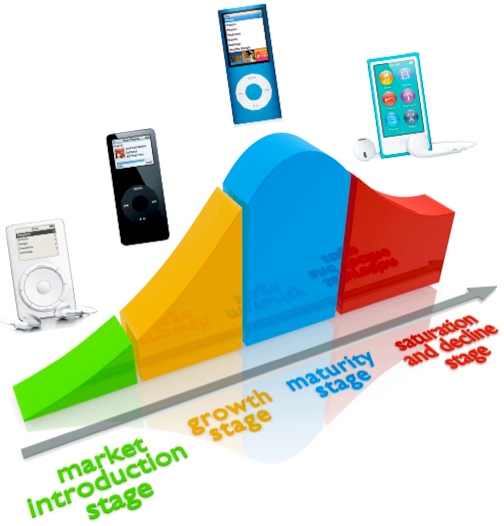 market
introduction
stage
growth
stage
maturity
stage
saturation
and decline
stage